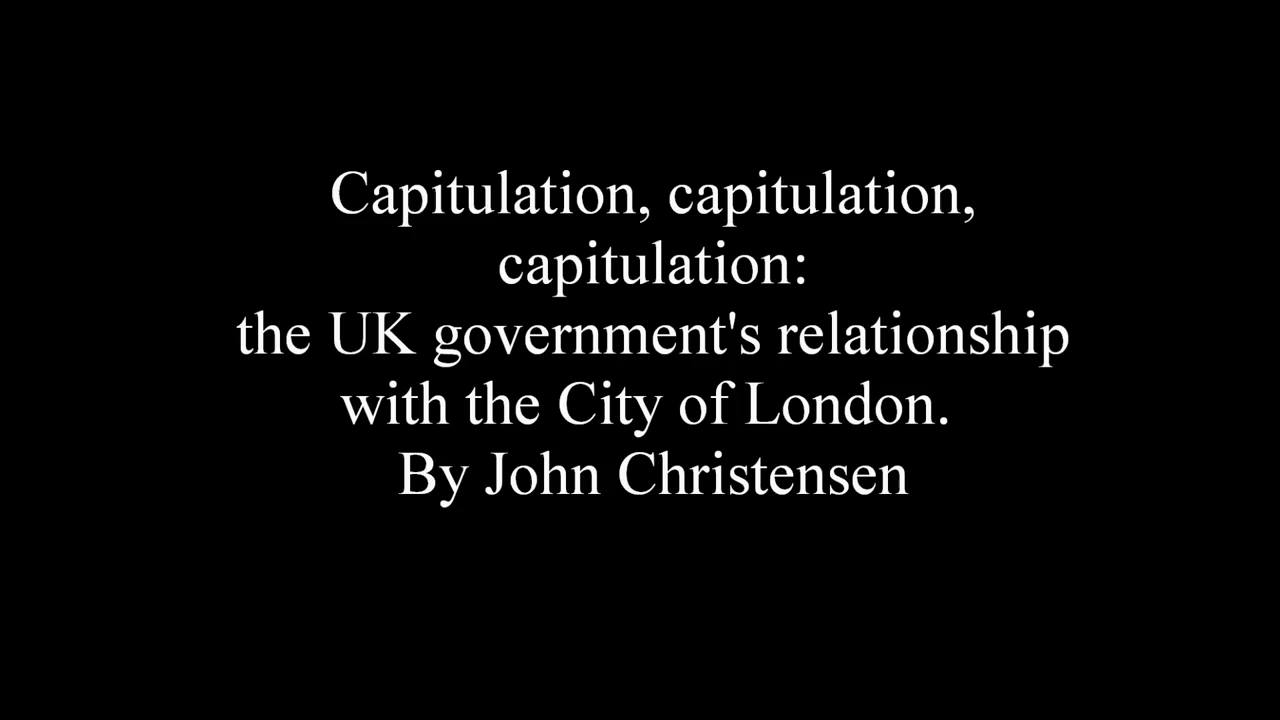 Capitulation, capitulation,
capitulation:
the UK government's relationship
with the City of London.
By John Christensen